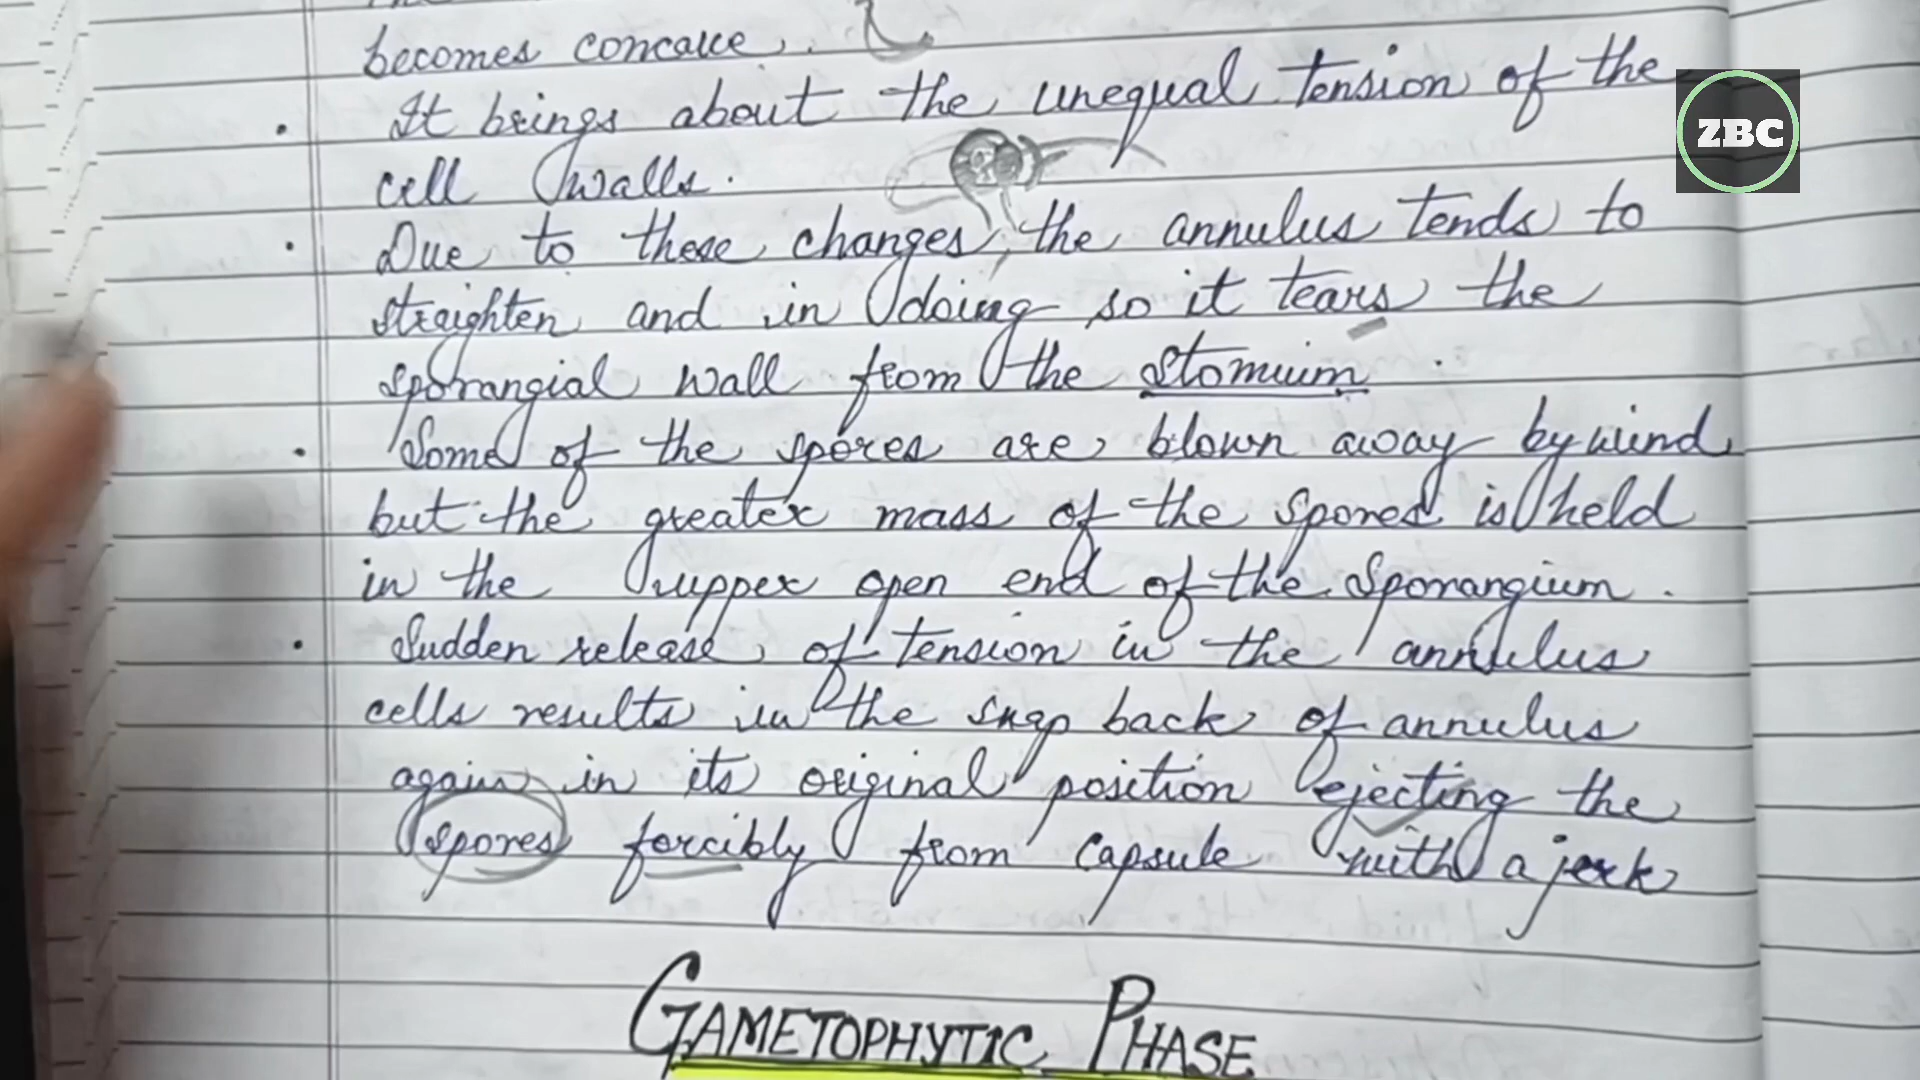 becomes concave.
It brings about the unequal tension of the
cell walls.
Due to these changes, the annulus tends to
straighten and in doing so it tears the
sporangial wall from the stomium.
Some of the spores are blown away by wind
but the greater mass of the spores is held
in the upper open end of the sporangium.
Sudden release of tension in the annulus
cells results in the snap back of annulus
again in its original position ejecting the
spores forcibly from capsule with a jerk
GAMETOPHYTIC PHASE
ZBC